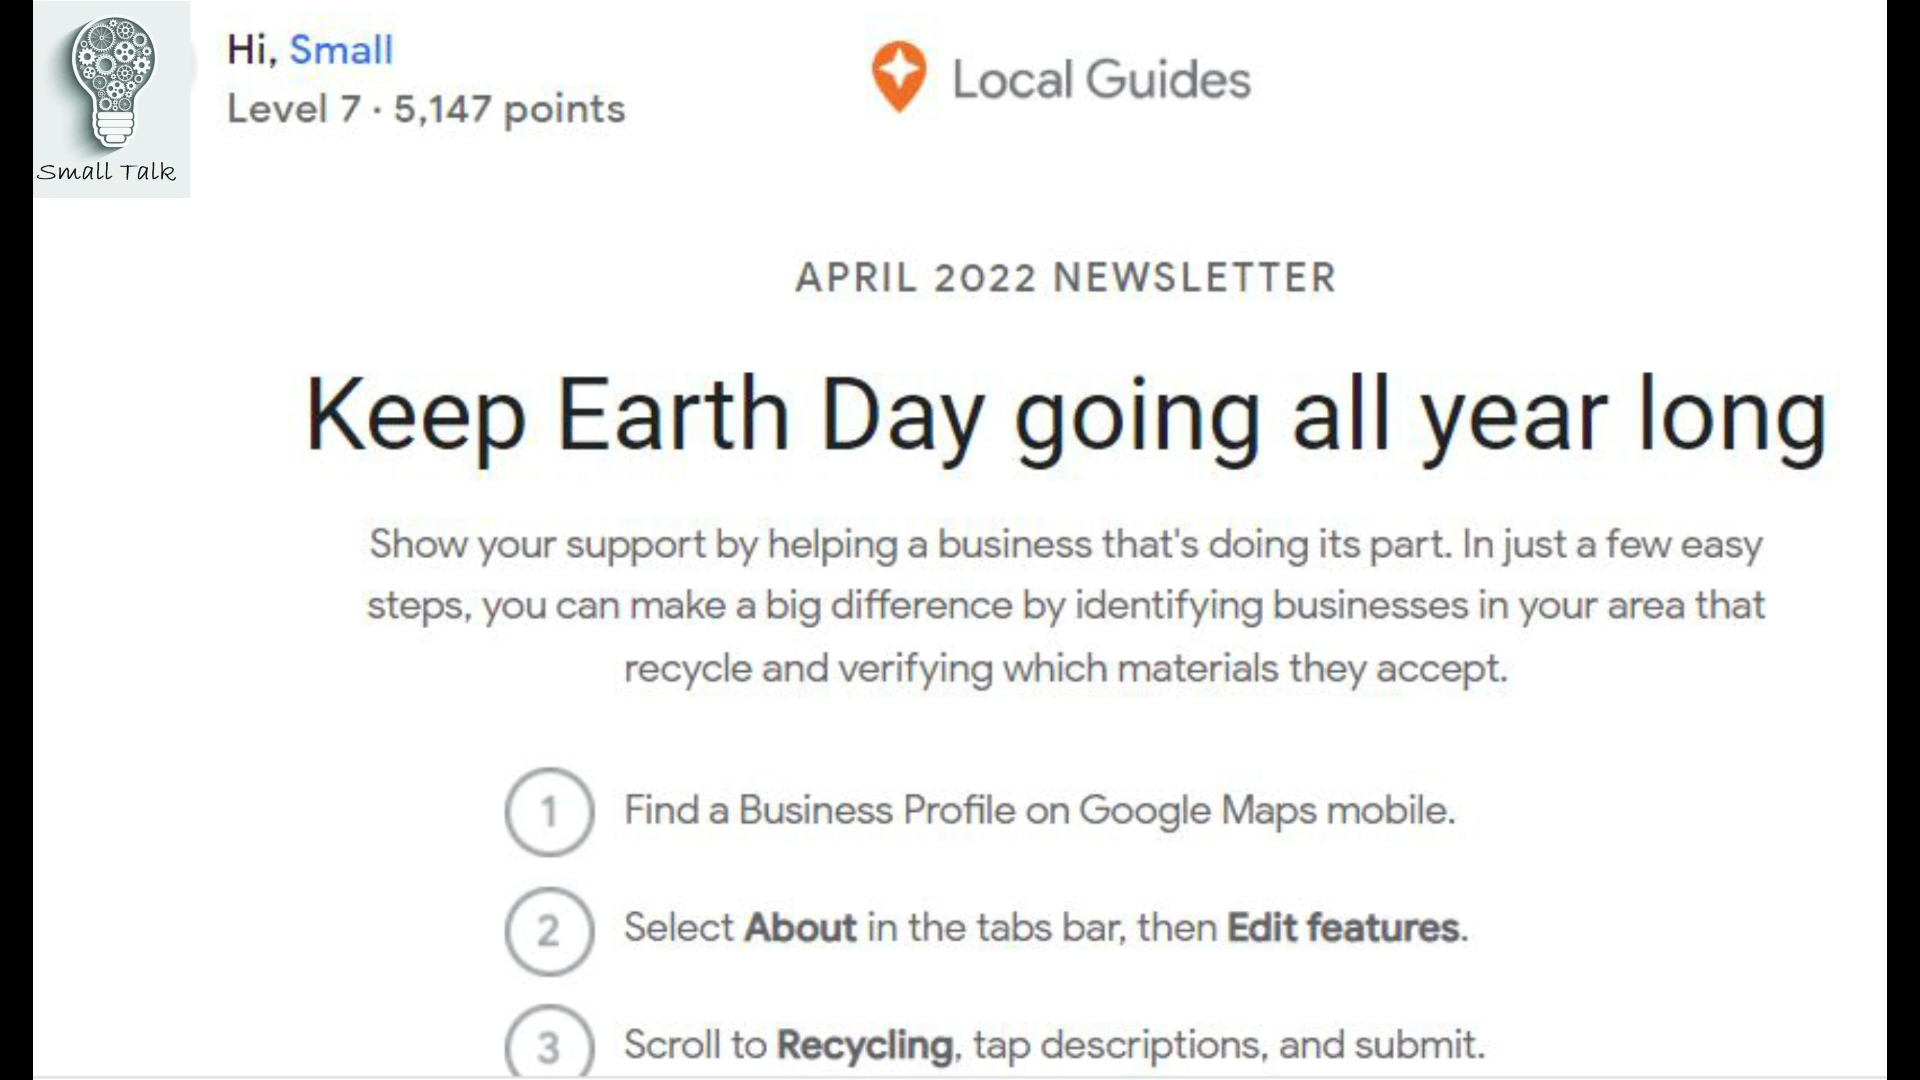 Hi, Small
Level 7 · 5,147 points
Small Talk
Local Guides
APRIL 2022 NEWSLETTER
Keep Earth Day going all year long
Show your support by helping a business that's doing its part. In just a few easy
steps, you can make a big difference by identifying businesses in your area that
recycle and verifying which materials they accept.
1 Find a Business Profile on Google Maps mobile.
2 Select About in the tabs bar, then Edit features.
3 Scroll to Recycling, tap descriptions, and submit.